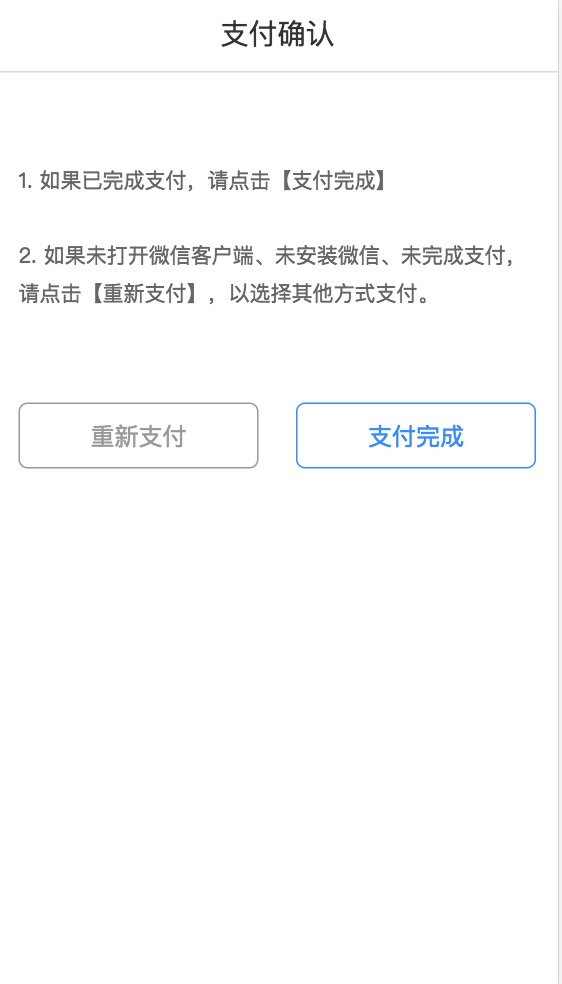 支付确认
1. 如果已完成支付，请点击【支付完成】
2. 如果未打开微信客户端、未安装微信、未完成支付，
请点击【重新支付】，以选择其他方式支付。
重新支付
支付完成